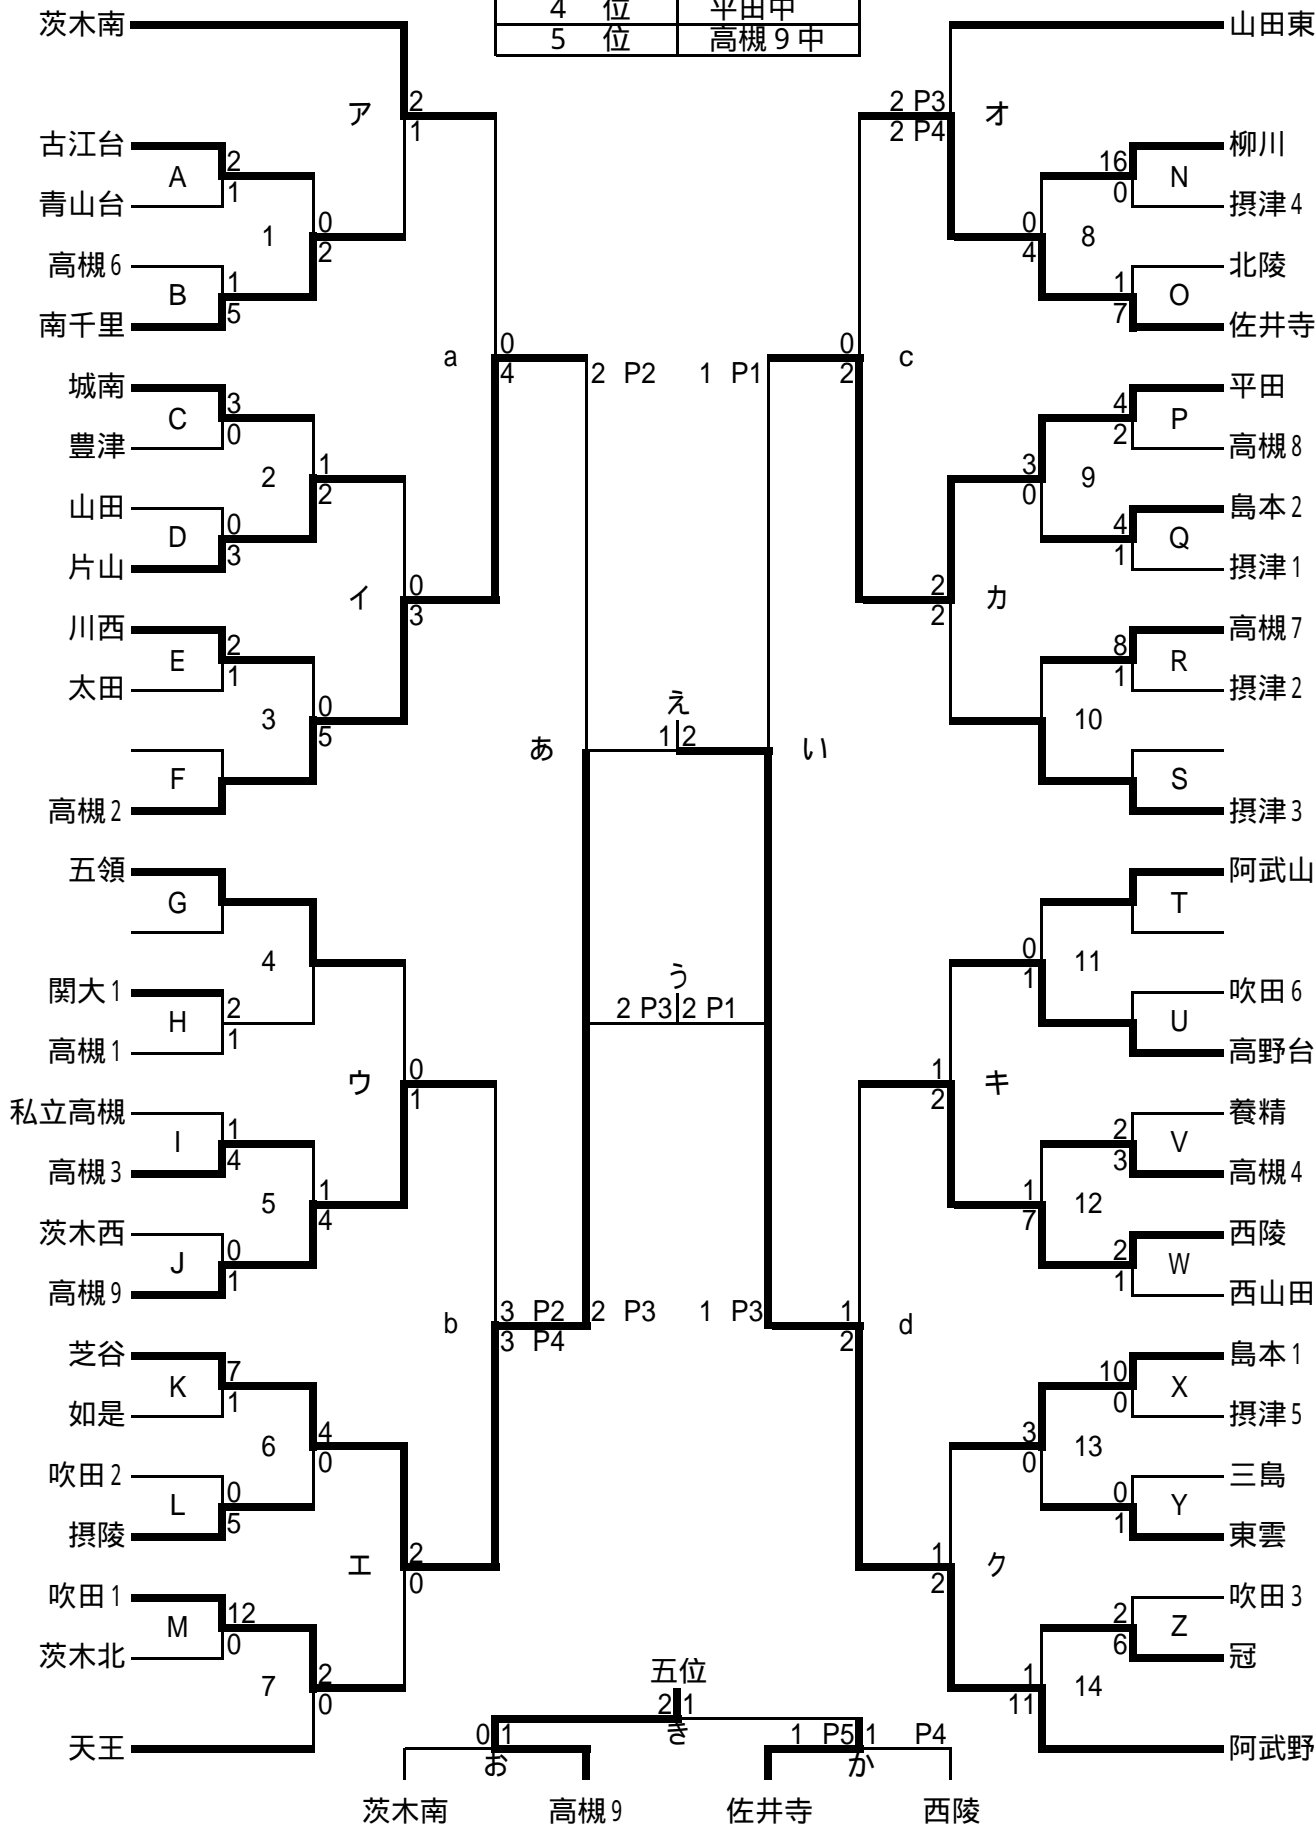 4 位 平田中
5 位 高槻９中
茨木南
山田東
ア
2
1
2 P3
2 P4
オ
古江台
A
2
1
青山台
1
0
2
高槻６
B
1
5
南千里
16
0
N
柳川
摂津４
0
4
8
1
7
O
北陵
佐井寺
a
0
4
2 P2
1 P1
0
2
c
城南
C
3
0
豊津
2
1
2
山田
D
0
3
片山
4
2
P
平田
高槻８
3
0
9
4
1
Q
島本２
摂津１
イ
0
3
2
2
カ
川西
E
2
1
太田
3
0
5
F
高槻２
8
1
R
高槻７
摂津２
10
S
摂津３
あ
え
1
2
い
五領
G
4
関大１
H
2
1
高槻１
阿武山
T
0
1
11
吹田６
U
高野台
う
2 P3
2 P1
ウ
0
1
1
2
キ
私立高槻
I
1
4
高槻３
5
1
4
茨木西
J
0
1
高槻９
2
3
V
養精
高槻４
1
7
12
2
1
W
西陵
西山田
b
3 P2
3 P4
2 P3
1 P3
1
2
d
芝谷
K
7
1
如是
6
4
0
吹田２
L
0
5
摂陵
10
0
X
島本１
摂津５
3
0
13
0
1
Y
三島
東雲
エ
2
0
1
2
ク
吹田１
M
12
0
茨木北
7
2
0
天王
2
6
Z
吹田３
冠
1
11
14
阿武野
五位
2
1
き
0
1
お
1 P5
1 P4
か
茨木南
高槻９
佐井寺
西陵